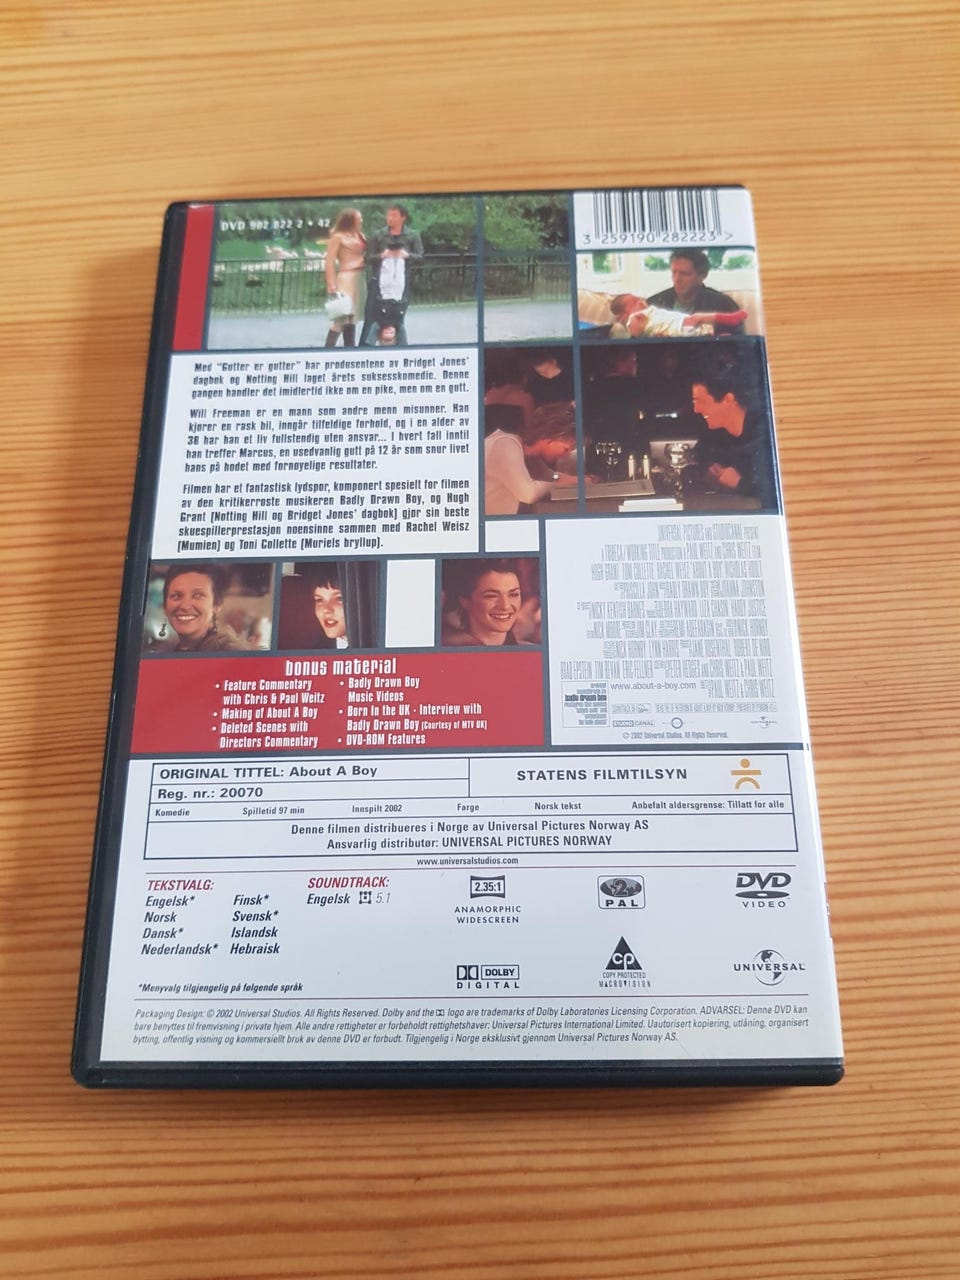 DVD 902 822 2 • 42
3 259190 282223 >
Med "Gutter er gutter" har produsentene av Bridget Jones'
dagbok og Notting Hill laget årets suksesskomedie. Denne
gangen handler det imidlertid ikke om en pike, men om en gutt.
Will Freeman er en mann som andre menn misunner. Han
kjører en rask bil, inngår tilfeldige forhold, og i en alder av
38 har han et liv fullstendig uten ansvar... I hvert fall inntil
han treffer Marcus, en usedvanlig gutt på 12 år som snur livet
hans på hodet med fornøyelige resultater.
Filmen har et fantastisk lydspor, komponert spesielt for filmen
av den kritikerroste musikeren Badly Drawn Boy, og Hugh
Grant [Notting Hill og Bridget Jones' dagbok] gjør sin beste
skuespillerprestasjon noensinne sammen med Rachel Weisz
[Mumien] og Toni Collette [Muriels bryllup].
bonus material
• Feature Commentary
with Chris & Paul Weitz
• Making of About A Boy
• Deleted Scenes with
Directors Commentary
• Badly Drawn Boy
Music Videos
• Born In the UK - Interview with
Badly Drawn Boy (Courtesy of MTV UK)
• DVD-ROM Features
www.about-a-boy.com
STUDIO CANAL
© 2002 Universal Studios. All Rights Reserved.
ORIGINAL TITTEL: About A Boy
Reg. nr.: 20070
STATENS FILMTILSYN
Komedie Spilletid 97 min Innspilt 2002 Farge Norsk tekst Anbefalt aldersgrense: Tillatt for alle
Denne filmen distribueres i Norge av Universal Pictures Norway AS
Ansvarlig distributør: UNIVERSAL PICTURES NORWAY
www.universalstudios.com
TEKSTVALG:
Engelsk* Finsk*
Norsk Svensk*
Dansk* Islandsk
Nederlandsk* Hebraisk
*Menyvalg tilgjengelig på følgende språk
SOUNDTRACK:
Engelsk 5.1
2.35:1
ANAMORPHIC
WIDESCREEN
DOLBY
DIGITAL
2
PAL
CP
COPY PROTECTED
MACROVISION
DVD
VIDEO
UNIVERSAL
Packaging Design: © 2002 Universal Studios. All Rights Reserved. Dolby and the logo are trademarks of Dolby Laboratories Licensing Corporation. ADVARSEL: Denne DVD kan
bare benyttes til fremvisning i private hjem. Alle andre rettigheter er forbeholdt rettighetshaver: Universal Pictures International Limited. Uautorisert kopiering, utlåning, organisert
bytting, offentlig visning og kommersiellt bruk av denne DVD er forbudt. Tilgjengelig i Norge eksklusivt gjennom Universal Pictures Norway AS.